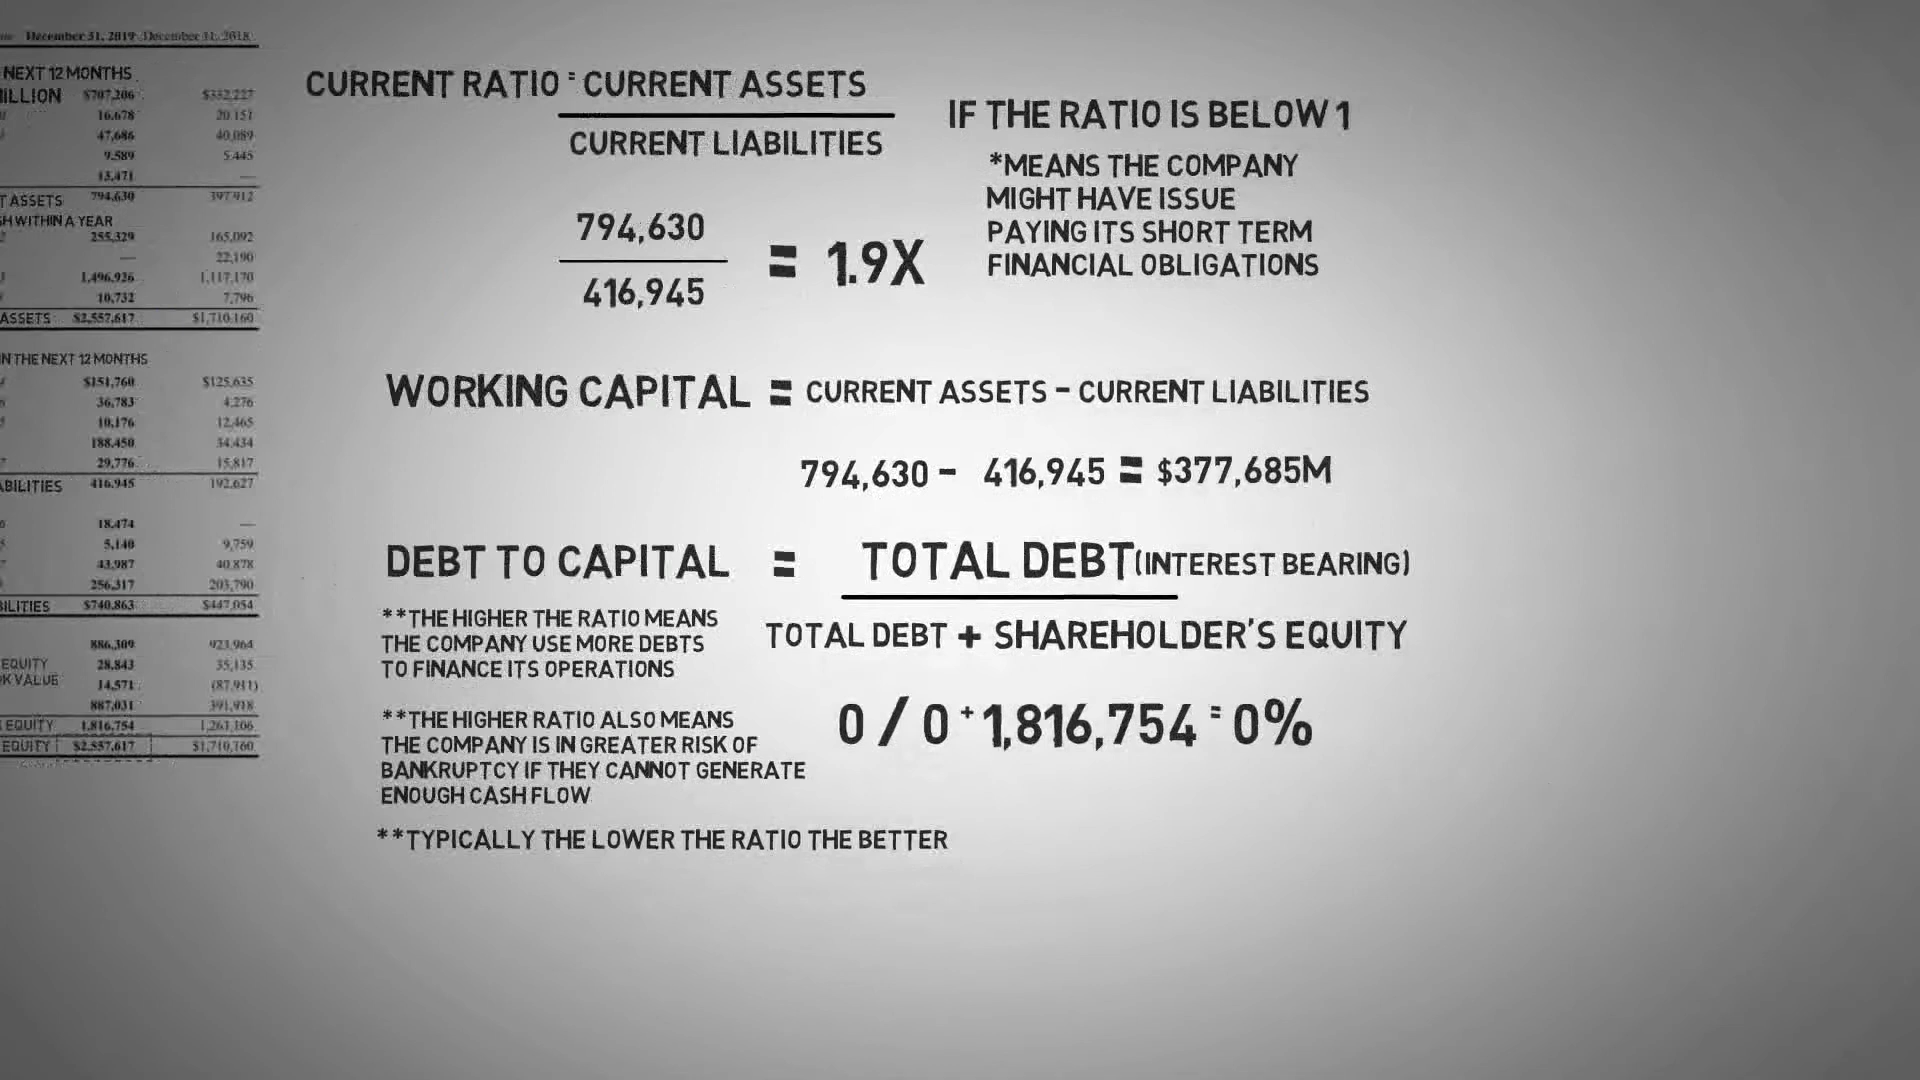 December 31, 2019 December 31, 2018
NEXT 12 MONTHS
ILLION $707,206 $332,227
16,678 20,151
47,686 40,089
9,589 5,445
13,471 —
T ASSETS 794,630 397,912
H WITHIN A YEAR
255,329 165,092
— 22,190
1,496,926 1,117,170
10,732 7,796
ASSETS $2,557,617 $1,710,160
N THE NEXT 12 MONTHS
$151,760 $125,635
36,783 4,276
10,176 12,465
188,450 34,434
29,776 15,817
ABILITIES 416,945 192,627
18,474 —
5,140 9,759
43,987 40,878
256,317 203,790
ILITIES $740,863 $447,054
886,309 923,964
EQUITY 28,843 35,135
K VALUE 14,571 (87,911)
887,031 391,918
EQUITY 1,816,754 1,263,106
EQUITY $2,557,617 $1,710,160
CURRENT RATIO = CURRENT ASSETS
CURRENT LIABILITIES
794,630
416,945
= 1.9X
IF THE RATIO IS BELOW 1
*MEANS THE COMPANY
MIGHT HAVE ISSUE
PAYING ITS SHORT TERM
FINANCIAL OBLIGATIONS
WORKING CAPITAL = CURRENT ASSETS - CURRENT LIABILITIES
794,630 - 416,945 = $377,685M
DEBT TO CAPITAL = TOTAL DEBT (INTEREST BEARING)
TOTAL DEBT + SHAREHOLDER'S EQUITY
0 / 0 + 1,816,754 = 0%
**THE HIGHER THE RATIO MEANS
THE COMPANY USE MORE DEBTS
TO FINANCE ITS OPERATIONS
**THE HIGHER RATIO ALSO MEANS
THE COMPANY IS IN GREATER RISK OF
BANKRUPTCY IF THEY CANNOT GENERATE
ENOUGH CASH FLOW
**TYPICALLY THE LOWER THE RATIO THE BETTER